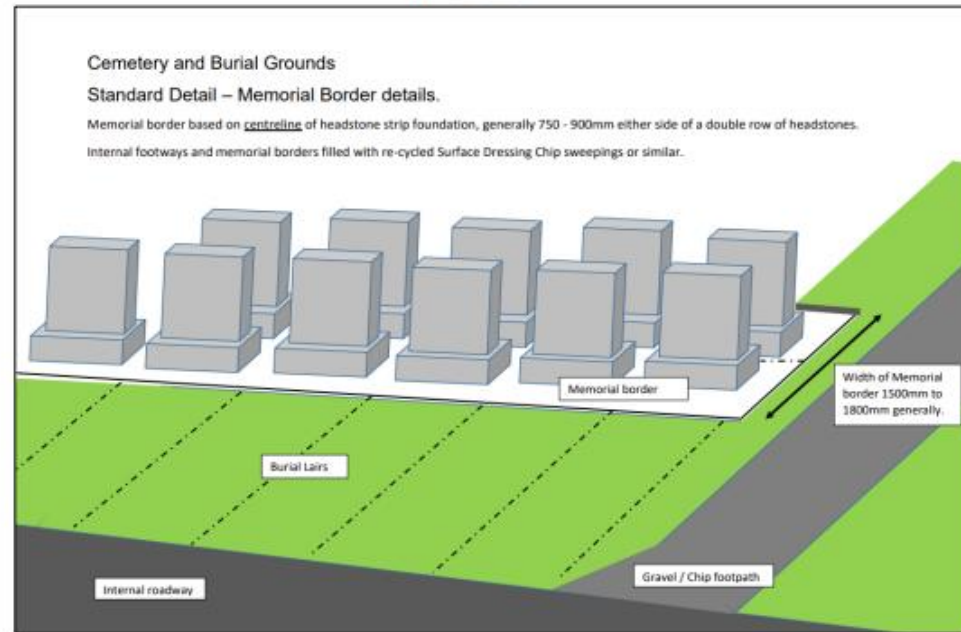 Cemetery and Burial Grounds
Standard Detail – Memorial Border details.
Memorial border based on centreline of headstone strip foundation, generally 750 - 900mm either side of a double row of headstones.
Internal footways and memorial borders filled with re-cycled Surface Dressing Chip sweepings or similar.
Width of Memorial
border 1500mm to
1800mm generally.
Memorial border
Burial Lairs
Gravel / Chip footpath
Internal roadway